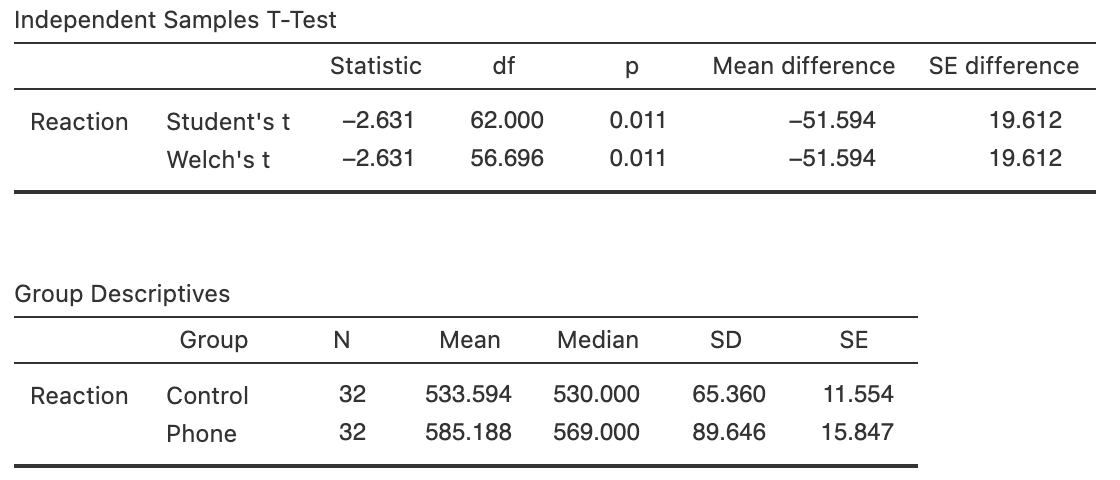 Independent Samples T-Test
Statistic df p Mean difference SE difference
Reaction Student's t −2.631 62.000 0.011 −51.594 19.612
Welch's t −2.631 56.696 0.011 −51.594 19.612
Group Descriptives
Group N Mean Median SD SE
Reaction Control 32 533.594 530.000 65.360 11.554
Phone 32 585.188 569.000 89.646 15.847